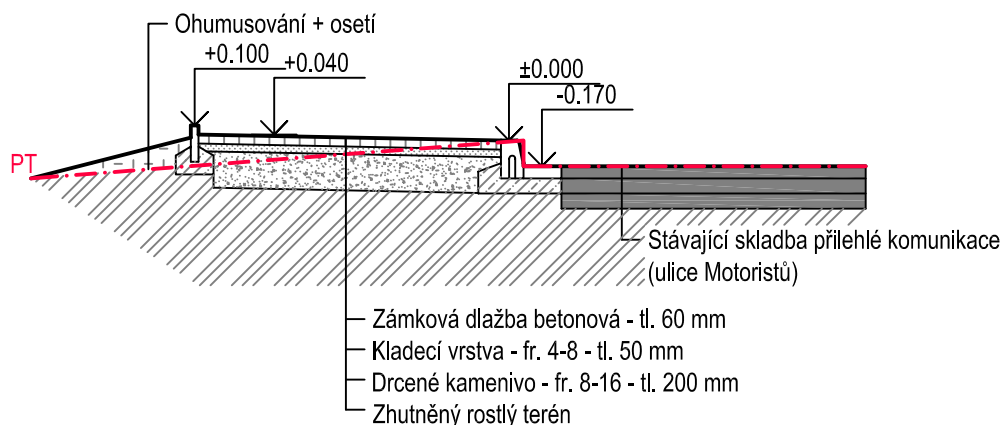 Ohumusování + osetí
+0.100
+0.040
±0.000
-0.170
PT
Stávající skladba přilehlé komunikace
(ulice Motoristů)
Zámková dlažba betonová - tl. 60 mm
Kladecí vrstva - fr. 4-8 - tl. 50 mm
Drcené kamenivo - fr. 8-16 - tl. 200 mm
Zhutněný rostlý terén